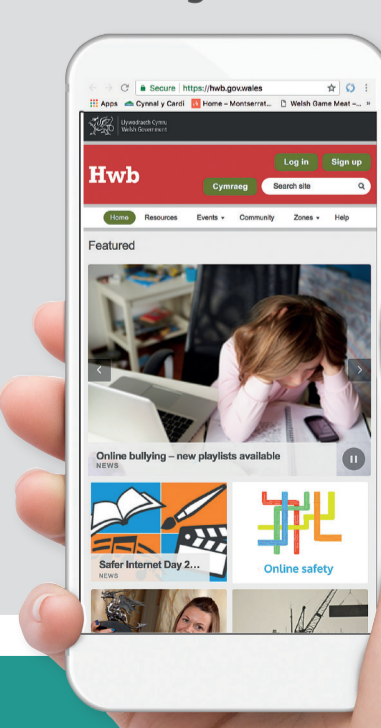 Secure https://hwb.gov.wales
Apps Cynnal y Cardi Home – Montserrat... Welsh Game Meat –... »
Llywodraeth Cymru
Welsh Government
Hwb
Log in Sign up
Cymraeg Search site
Home Resources Events Community Zones Help
Featured
Online bullying – new playlists available
NEWS
Safer Internet Day 2...
NEWS
Online safety